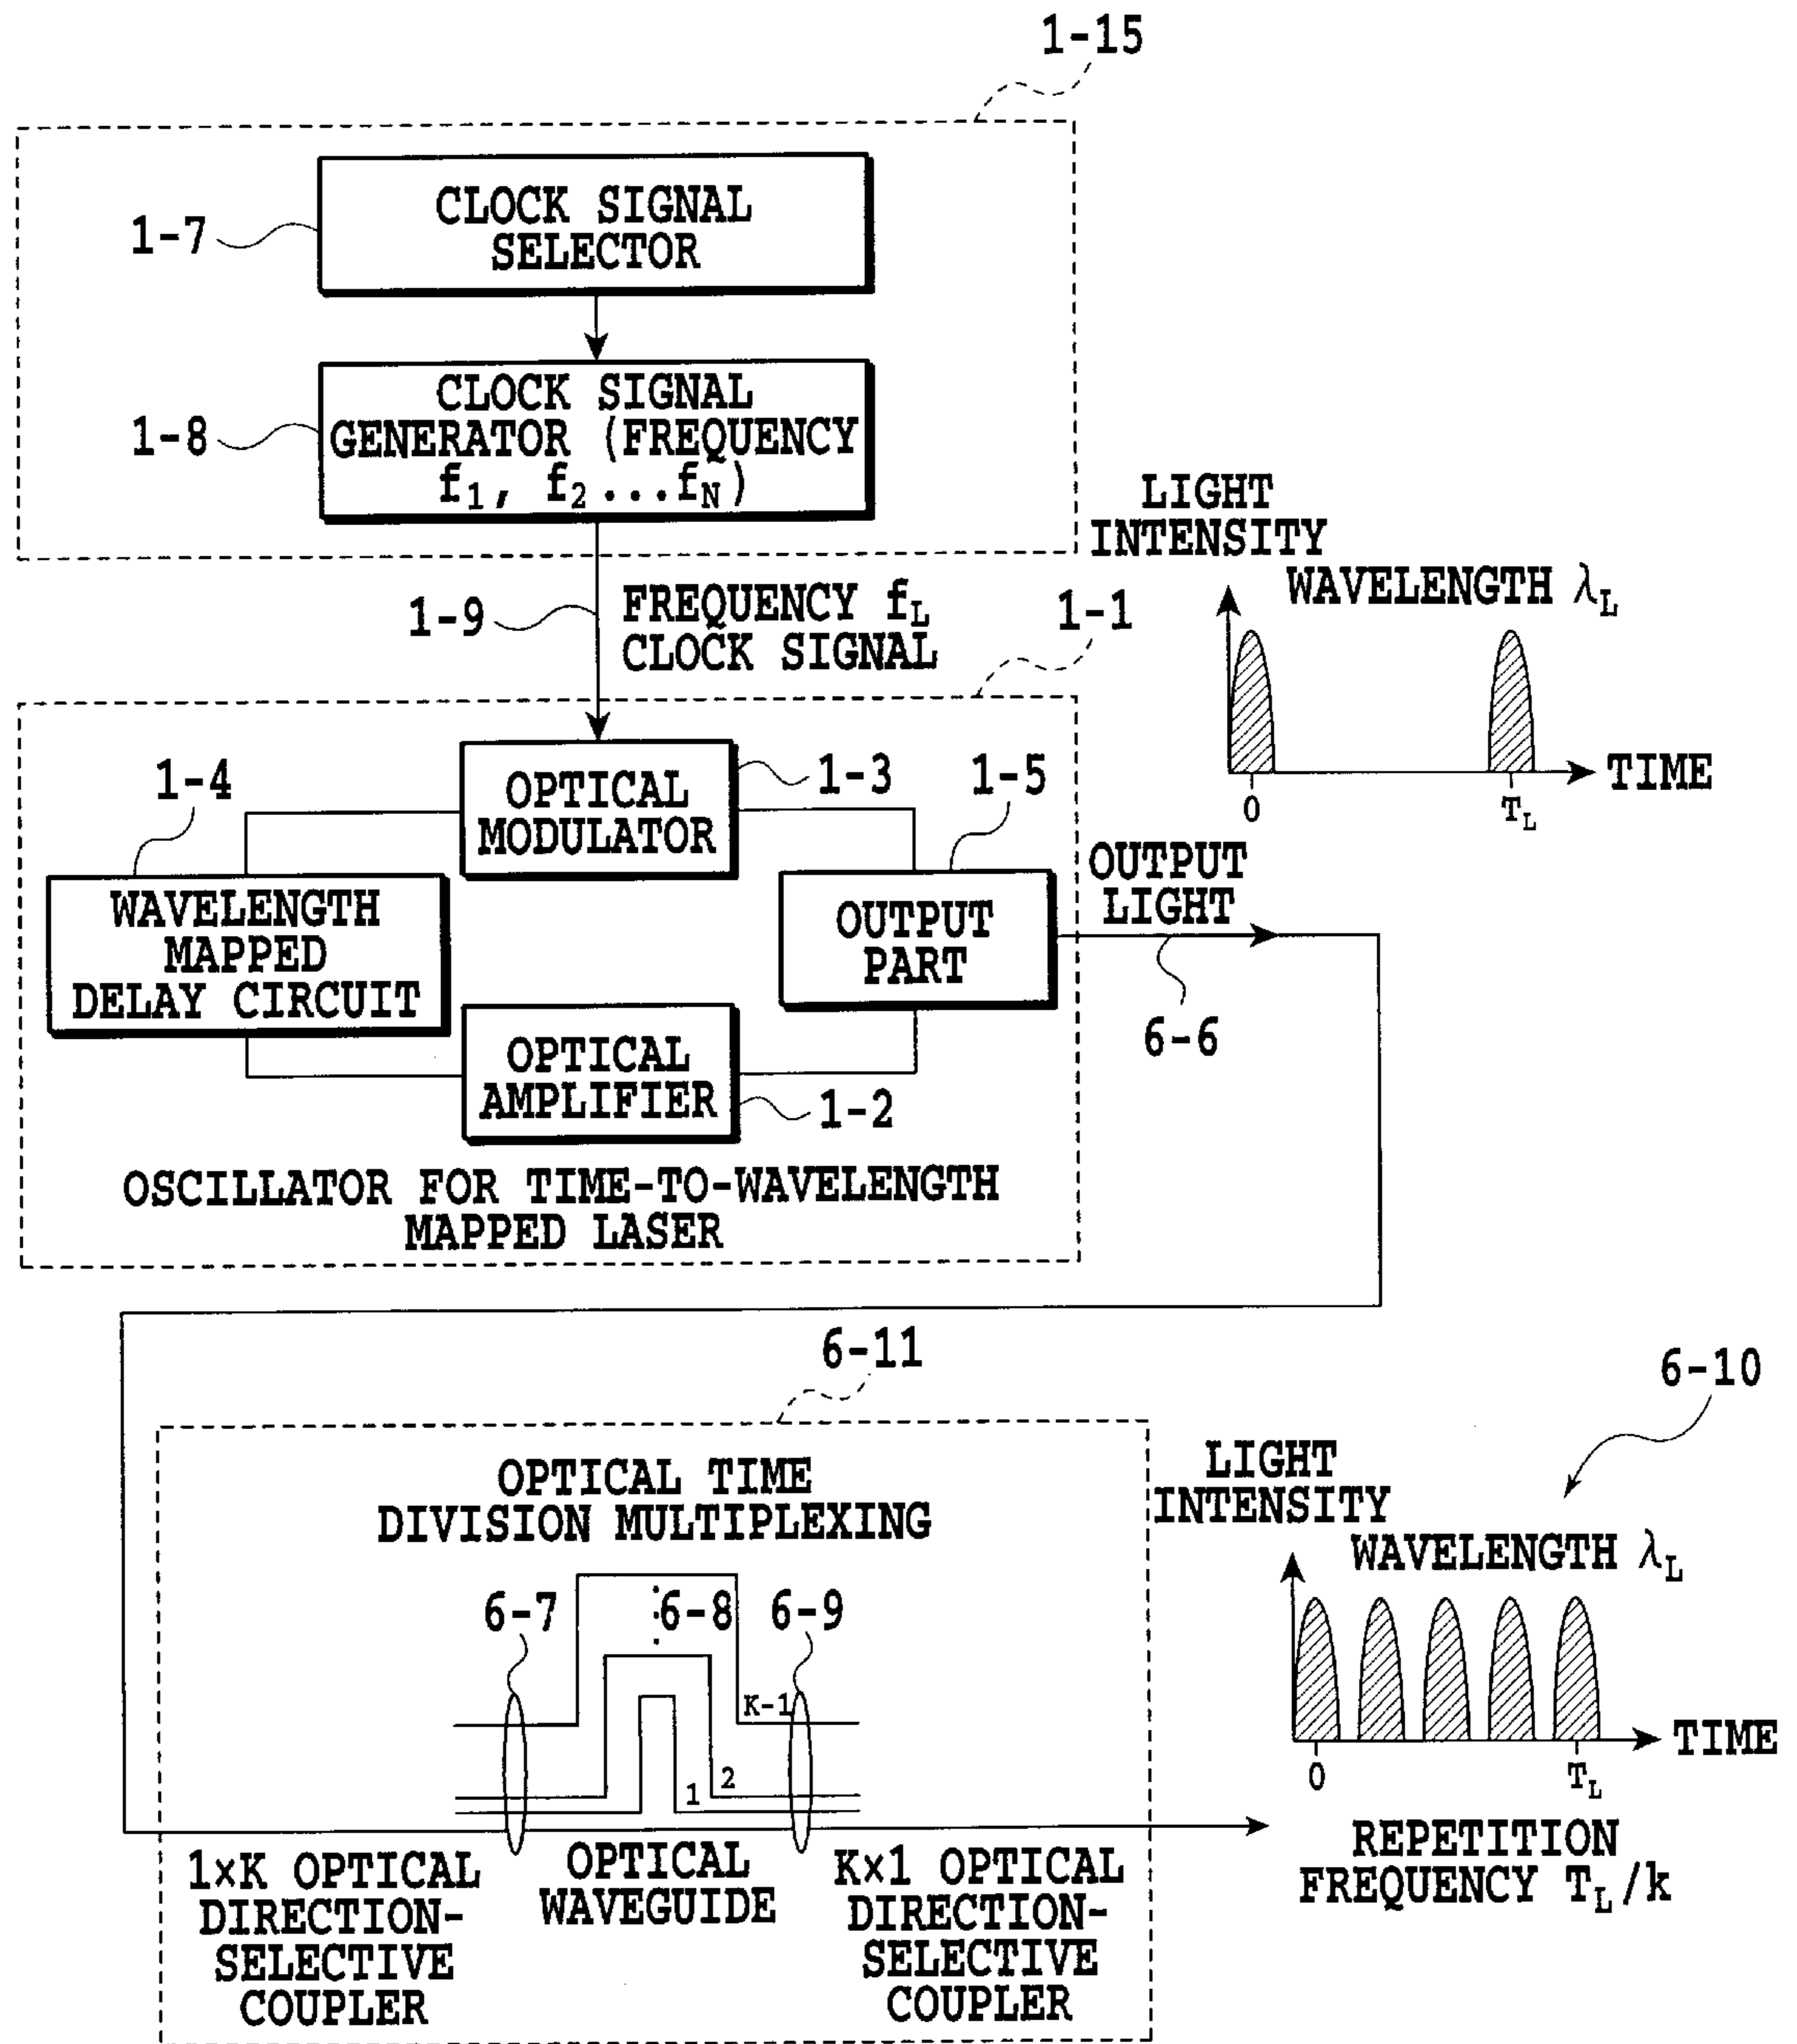 1-15
CLOCK SIGNAL
SELECTOR
1-7
CLOCK SIGNAL
GENERATOR (FREQUENCY
f1, f2...fN)
1-8
1-9
FREQUENCY fL
CLOCK SIGNAL
1-1
LIGHT
INTENSITY
WAVELENGTH λL
TIME
0
TL
1-4
OPTICAL
MODULATOR
1-3
1-5
WAVELENGTH
MAPPED
DELAY CIRCUIT
OUTPUT
PART
OUTPUT
LIGHT
6-6
OPTICAL
AMPLIFIER
1-2
OSCILLATOR FOR TIME-TO-WAVELENGTH
MAPPED LASER
6-11
6-10
OPTICAL TIME
DIVISION MULTIPLEXING
6-7
6-8
6-9
K-1
2
1
1×K OPTICAL
DIRECTION-
SELECTIVE
COUPLER
OPTICAL
WAVEGUIDE
K×1 OPTICAL
DIRECTION-
SELECTIVE
COUPLER
LIGHT
INTENSITY
WAVELENGTH λL
TIME
0
TL
REPETITION
FREQUENCY TL/k